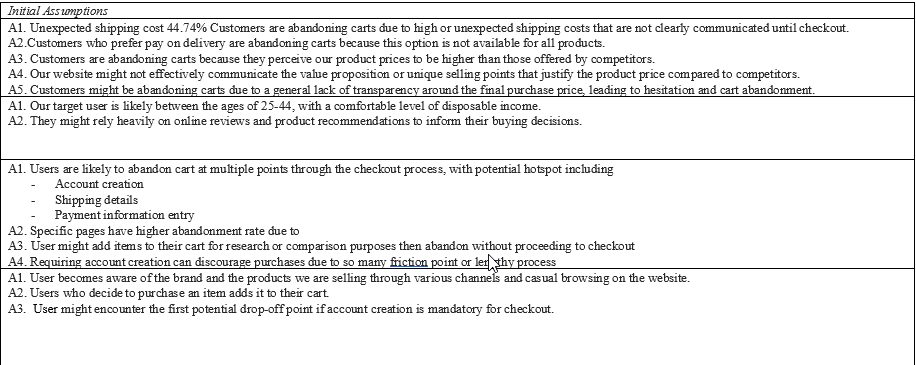 Initial Assumptions
A1. Unexpected shipping cost 44.74% Customers are abandoning carts due to high or unexpected shipping costs that are not clearly communicated until checkout.
A2.Customers who prefer pay on delivery are abandoning carts because this option is not available for all products.
A3. Customers are abandoning carts because they perceive our product prices to be higher than those offered by competitors.
A4. Our website might not effectively communicate the value proposition or unique selling points that justify the product price compared to competitors.
A5. Customers might be abandoning carts due to a general lack of transparency around the final purchase price, leading to hesitation and cart abandonment.
A1. Our target user is likely between the ages of 25-44, with a comfortable level of disposable income.
A2. They might rely heavily on online reviews and product recommendations to inform their buying decisions.
A1. Users are likely to abandon cart at multiple points through the checkout process, with potential hotspot including
- Account creation
- Shipping details
- Payment information entry
A2. Specific pages have higher abandonment rate due to
A3. User might add items to their cart for research or comparison purposes then abandon without proceeding to checkout
A4. Requiring account creation can discourage purchases due to so many friction point or lengthy process
A1. User becomes aware of the brand and the products we are selling through various channels and casual browsing on the website.
A2. Users who decide to purchase an item adds it to their cart.
A3. User might encounter the first potential drop-off point if account creation is mandatory for checkout.